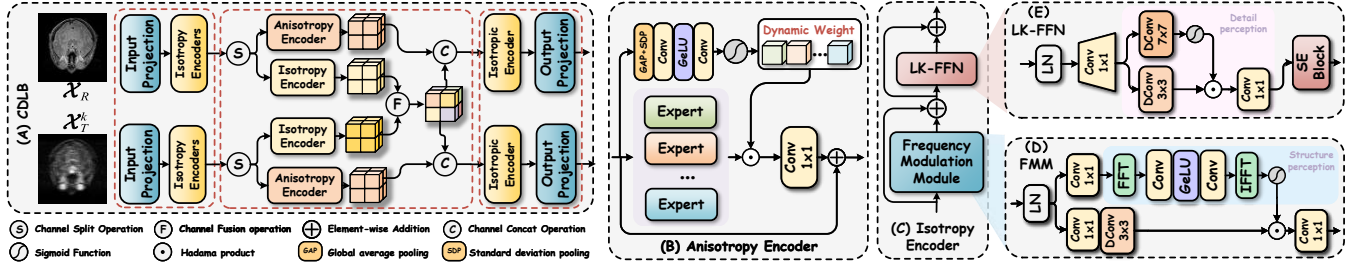 (A) CDLB
𝒳_R
𝒳_T^k
Input Projection
Isotropy Encoders
S
Anisotropy Encoder
Isotropy Encoder
F
C
Isotropic Encoder
Output Projection
Input Projection
Isotropy Encoders
S
Isotropy Encoder
Anisotropy Encoder
C
Isotropic Encoder
Output Projection
S Channel Split Operation
F Channel Fusion operation
Element-wise Addition
C Channel Concat Operation
Sigmoid Function
Hadama product
GAP Global average pooling
SDP Standard deviation pooling
GAP+SDP
Conv
GeLU
Conv
Dynamic Weight
Expert
Expert
...
Expert
Conv 1x1
(B) Anisotropy Encoder
LK-FFN
Frequency
Modulation
Module
(C) Isotropy
Encoder
(E)
LK-FFN
LN
Conv 1x1
DConv 7x7
DConv 3x3
Detail
perception
Conv 1x1
SE Block
(D)
FMM
LN
Conv 1x1
FFT
Conv
GeLU
Conv
IFFT
Structure
perception
Conv 1x1
DConv 3x3
Conv 1x1